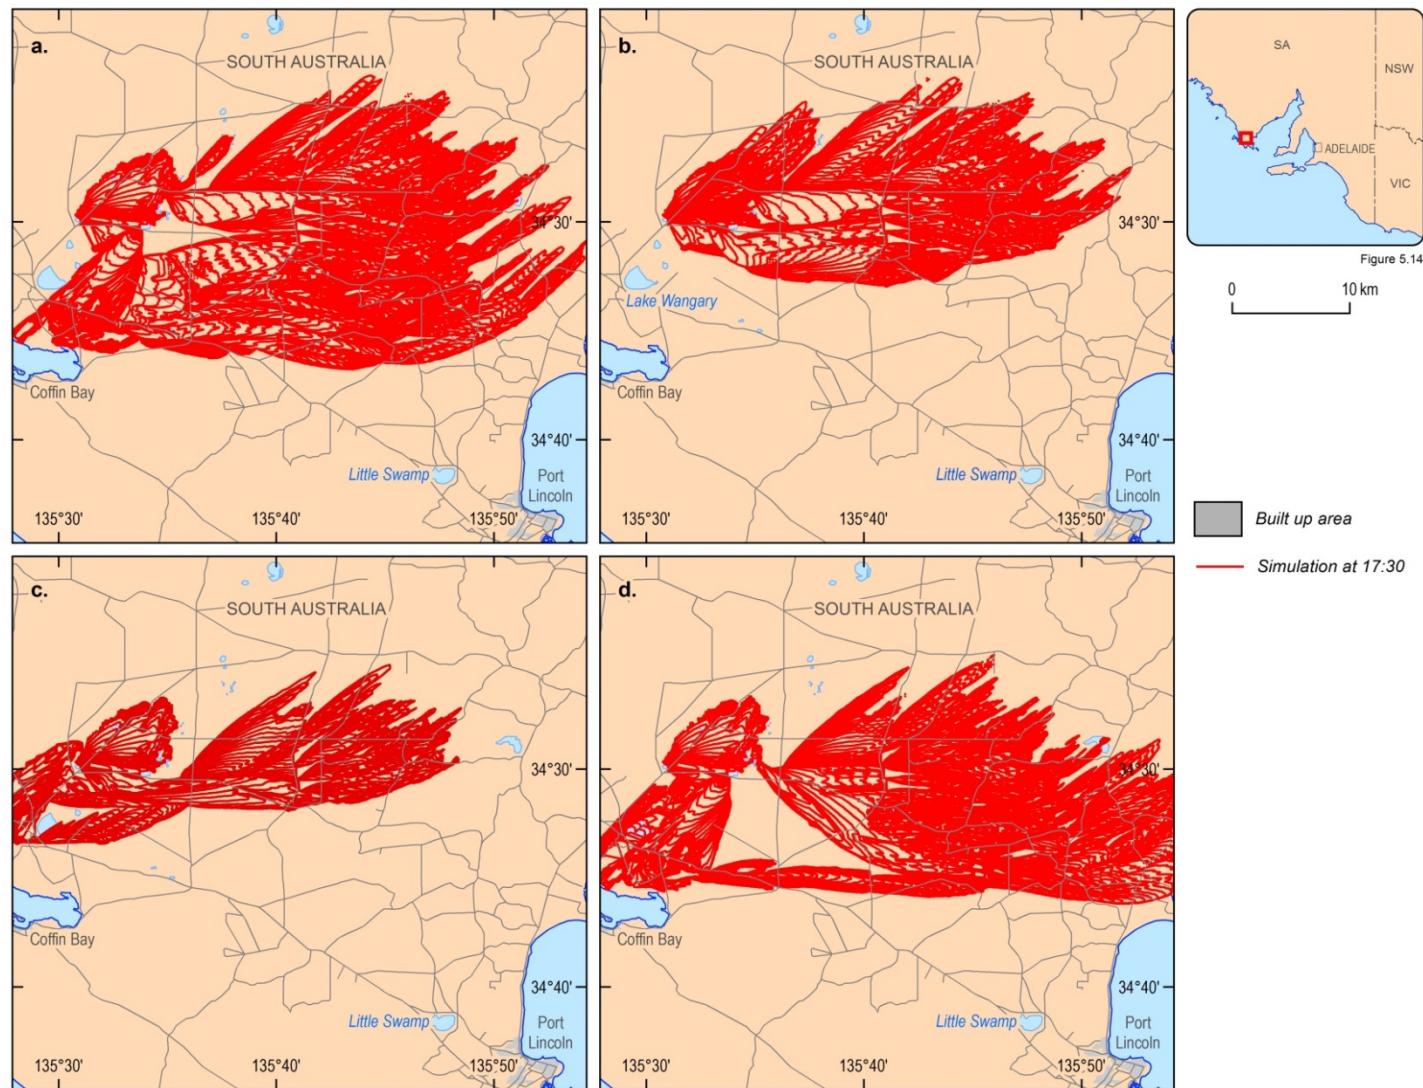 a.
SOUTH AUSTRALIA
34°30'
Coffin Bay
34°40'
Little Swamp
Port
Lincoln
135°30'
135°40'
135°50'
b.
SOUTH AUSTRALIA
34°30'
Lake Wangary
Coffin Bay
34°40'
Little Swamp
Port
Lincoln
135°30'
135°40'
135°50'
SA
NSW
ADELAIDE
VIC
Figure 5.14
0
10 km
Built up area
Simulation at 17:30
c.
SOUTH AUSTRALIA
34°30'
Coffin Bay
34°40'
Little Swamp
Port
Lincoln
135°30'
135°40'
135°50'
d.
SOUTH AUSTRALIA
34°30'
Coffin Bay
34°40'
Little Swamp
Port
Lincoln
135°30'
135°40'
135°50'